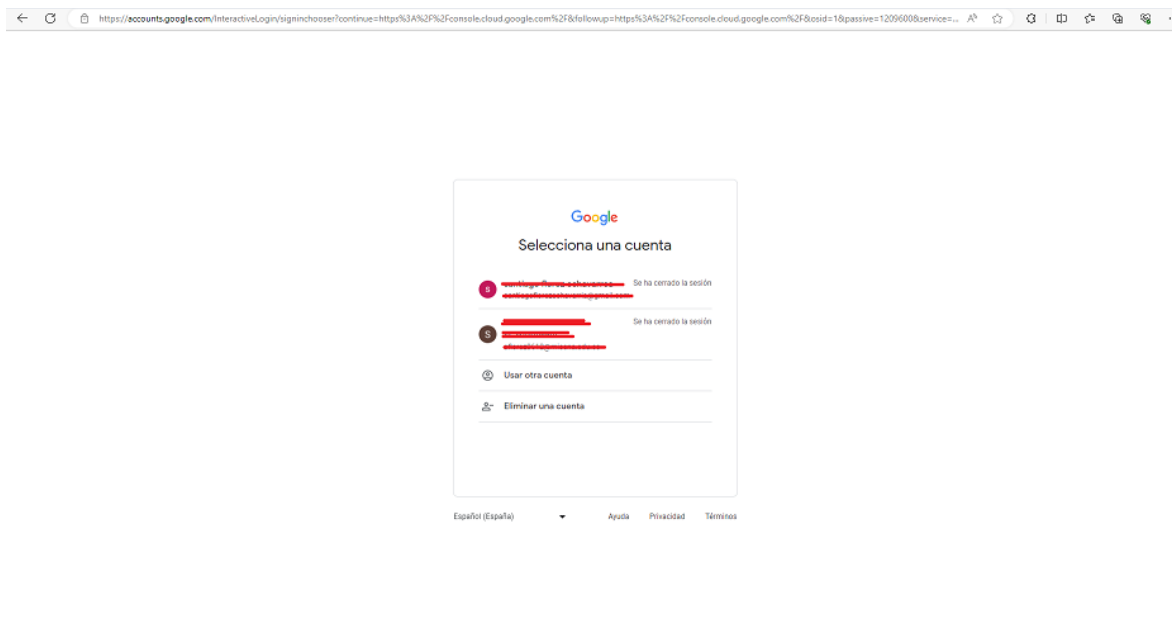 https://accounts.google.com/InteractiveLogin/signinchooser?continue=https%3A%2F%2Fconsole.cloud.google.com%2F&followup=https%3A%2F%2Fconsole.cloud.google.com%2F&osid=1&passive=1209600&service=...
Google
Selecciona una cuenta
S
Se ha cerrado la sesión
S
Se ha cerrado la sesión
Usar otra cuenta
Eliminar una cuenta
Español (España) Ayuda Privacidad Términos